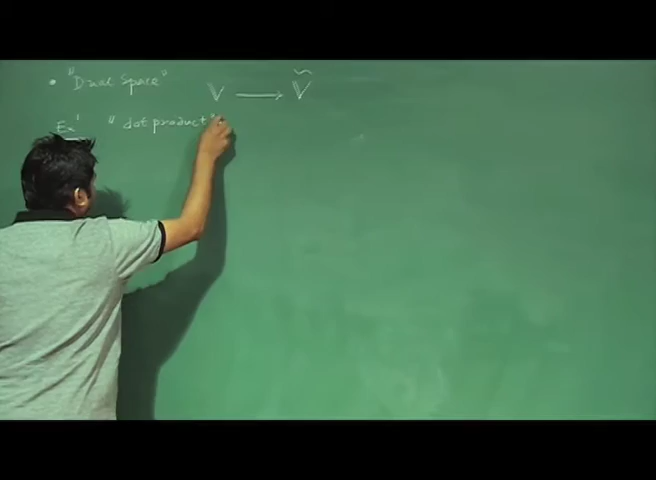 • "Dual Space" V → Ṽ
Ex' "dot product"